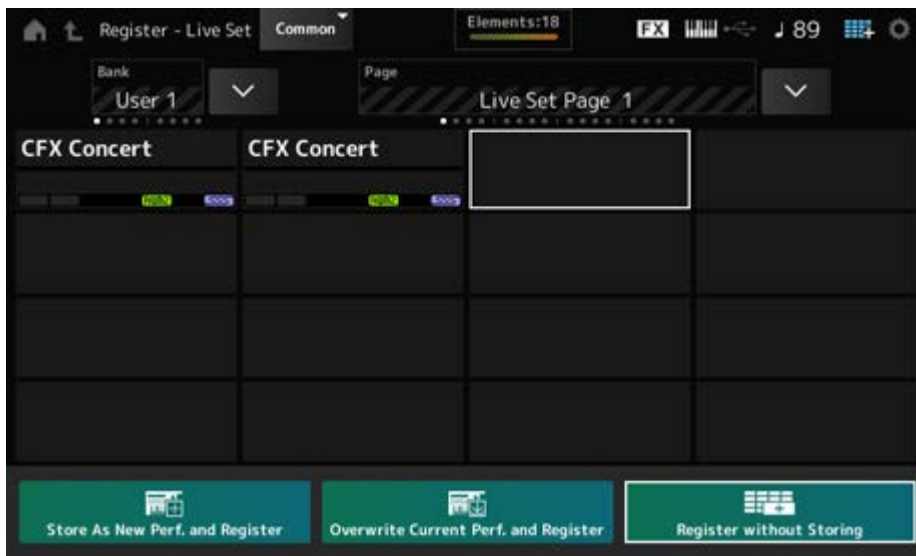 Register - Live Set
Common
Elements:18
FX
89
Bank
User 1
Page
Live Set Page 1
CFX Concert
CFX Concert
Store As New Perf. and Register
Overwrite Current Perf. and Register
Register without Storing